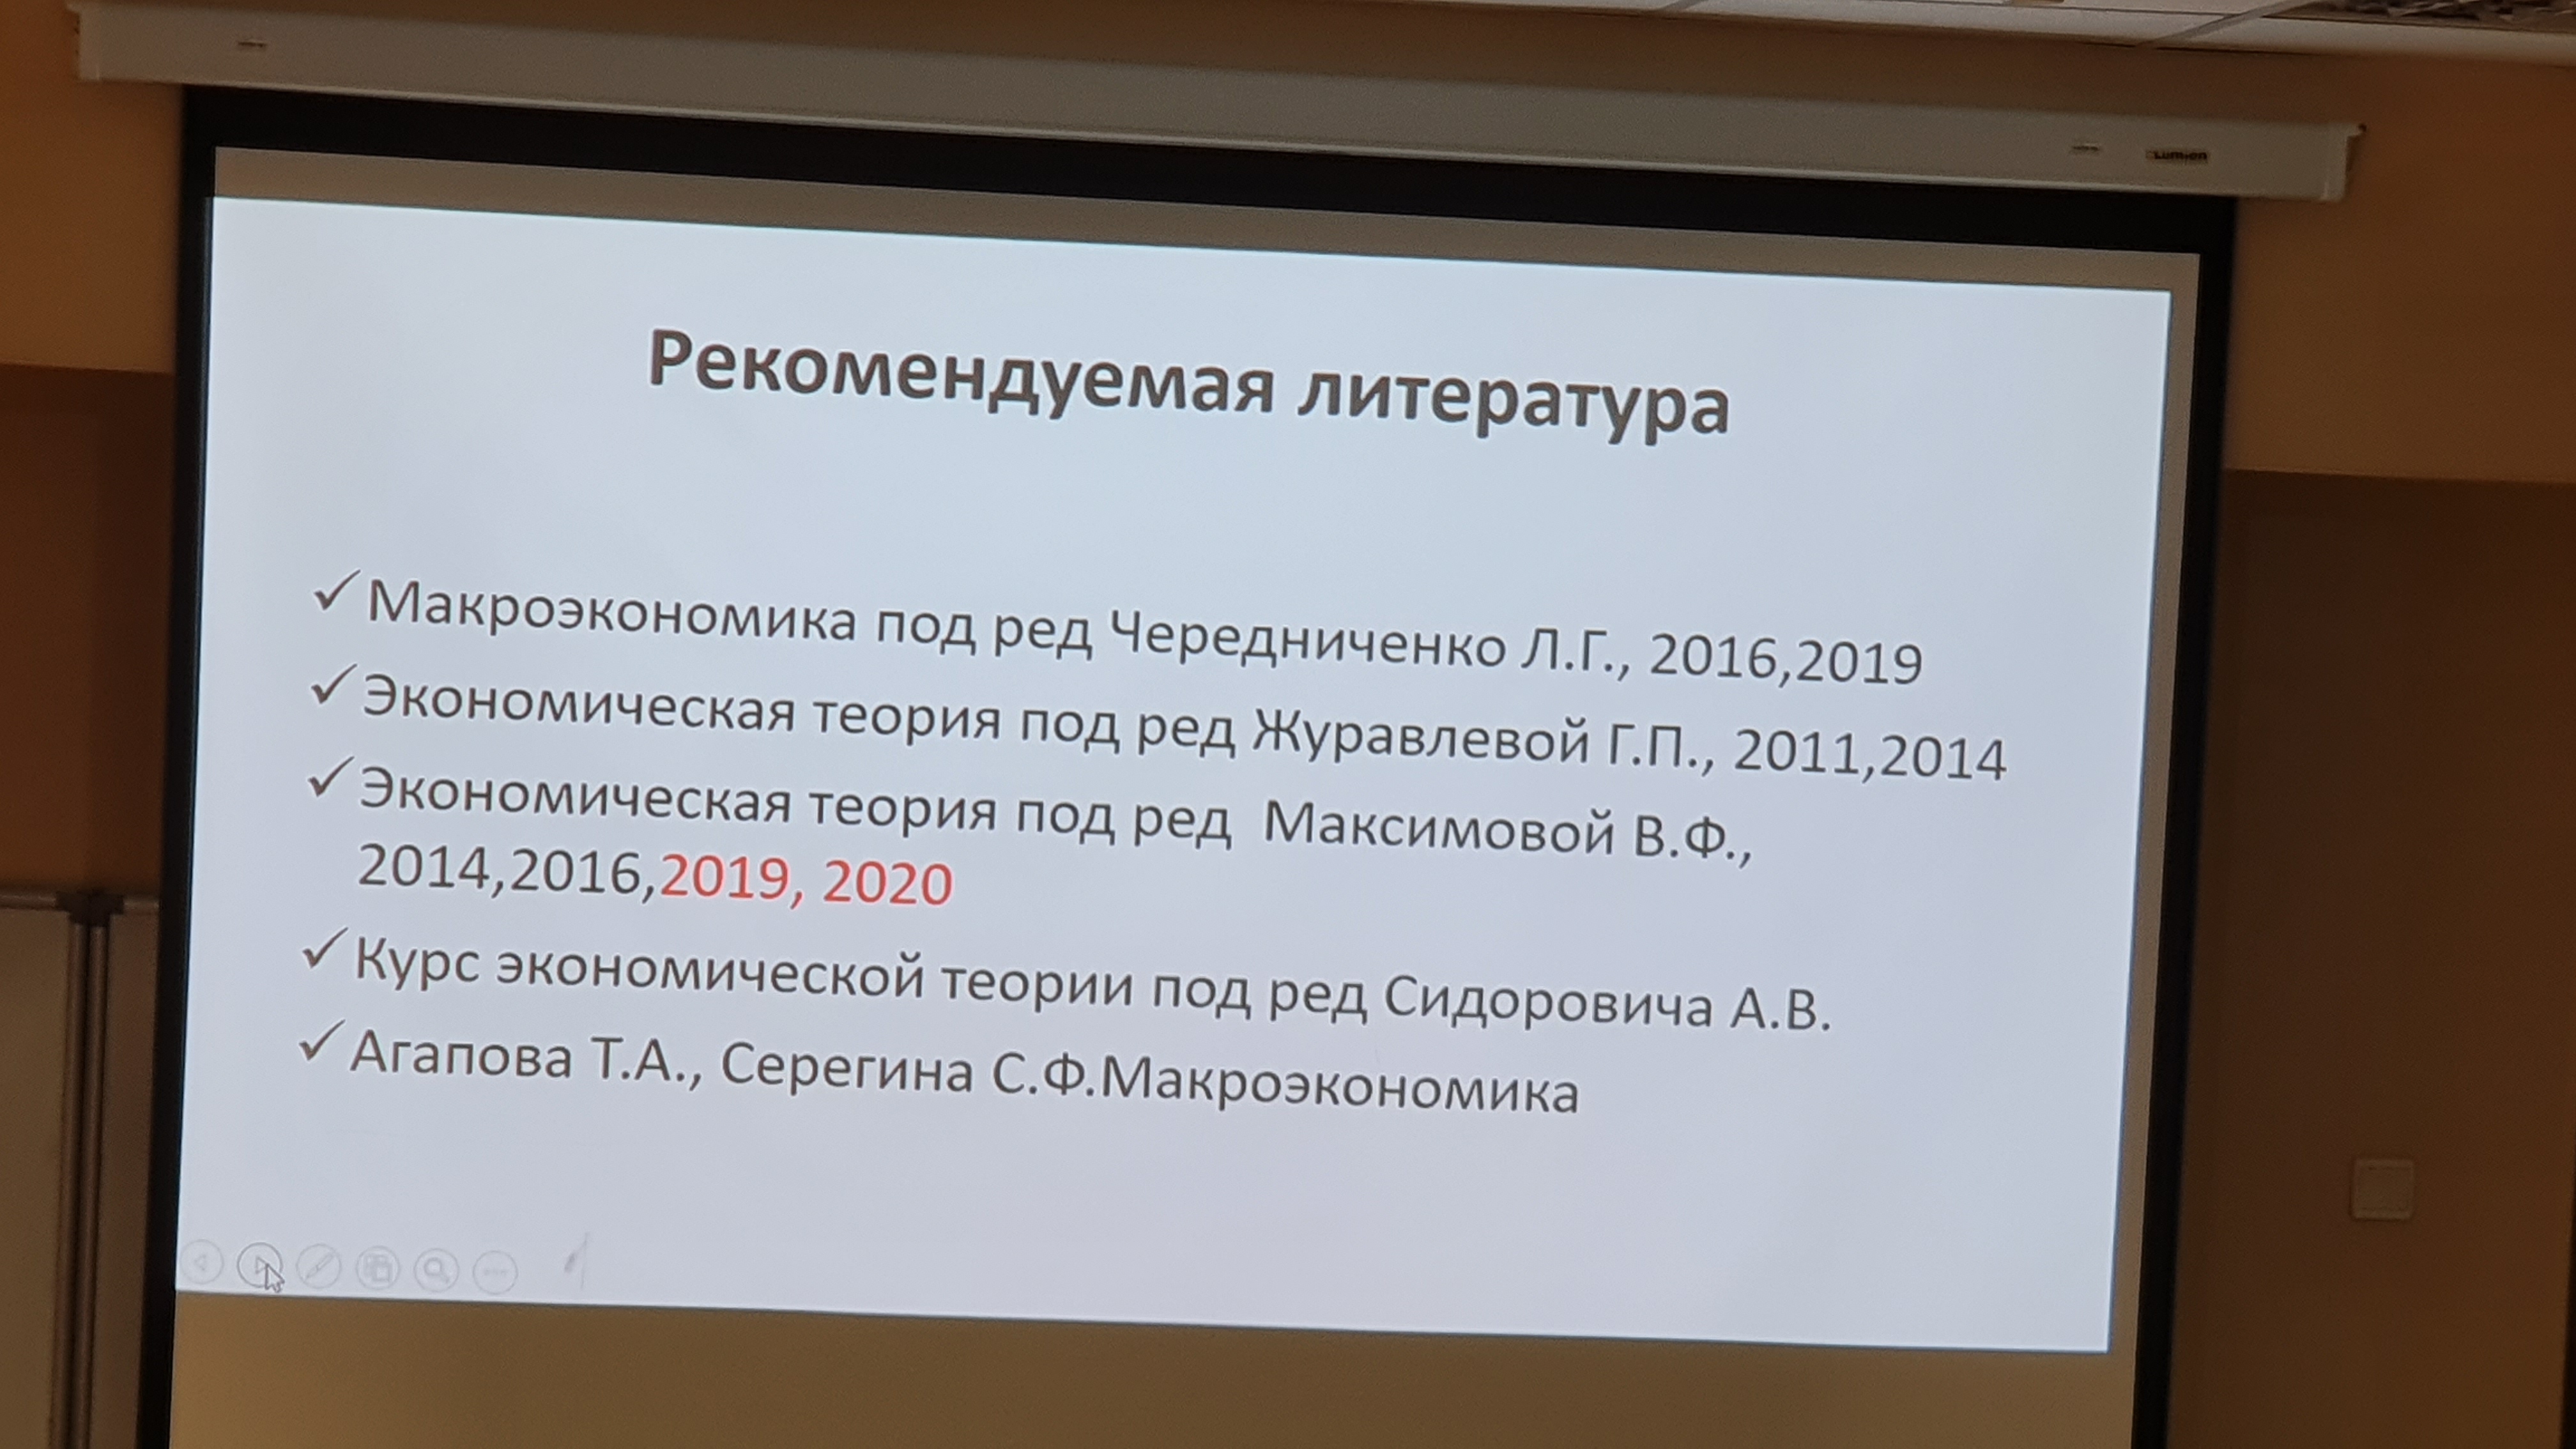 Lumien
Рекомендуемая литература
✓ Макроэкономика под ред Чередниченко Л.Г., 2016,2019
✓ Экономическая теория под ред Журавлевой Г.П., 2011,2014
✓ Экономическая теория под ред Максимовой В.Ф.,
2014,2016,2019, 2020
✓ Курс экономической теории под ред Сидоровича А.В.
✓ Агапова Т.А., Серегина С.Ф.Макроэкономика